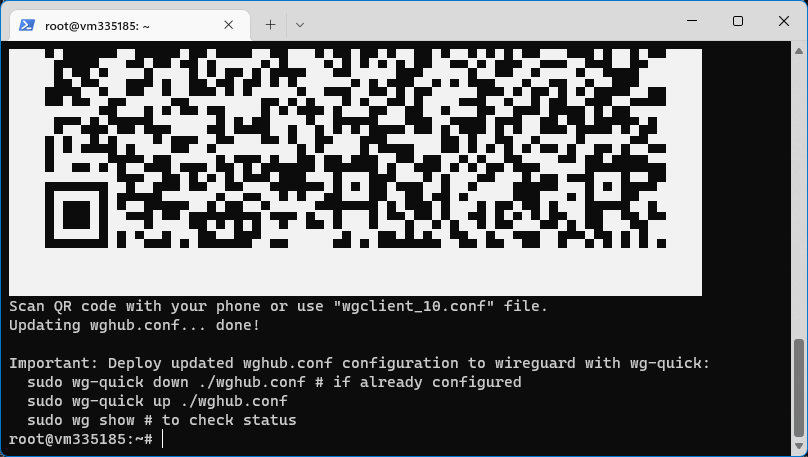 root@vm335185: ~
Scan QR code with your phone or use "wgclient_10.conf" file.
Updating wghub.conf... done!
Important: Deploy updated wghub.conf configuration to wireguard with wg-quick:
sudo wg-quick down ./wghub.conf # if already configured
sudo wg-quick up ./wghub.conf
sudo wg show # to check status
root@vm335185:~#